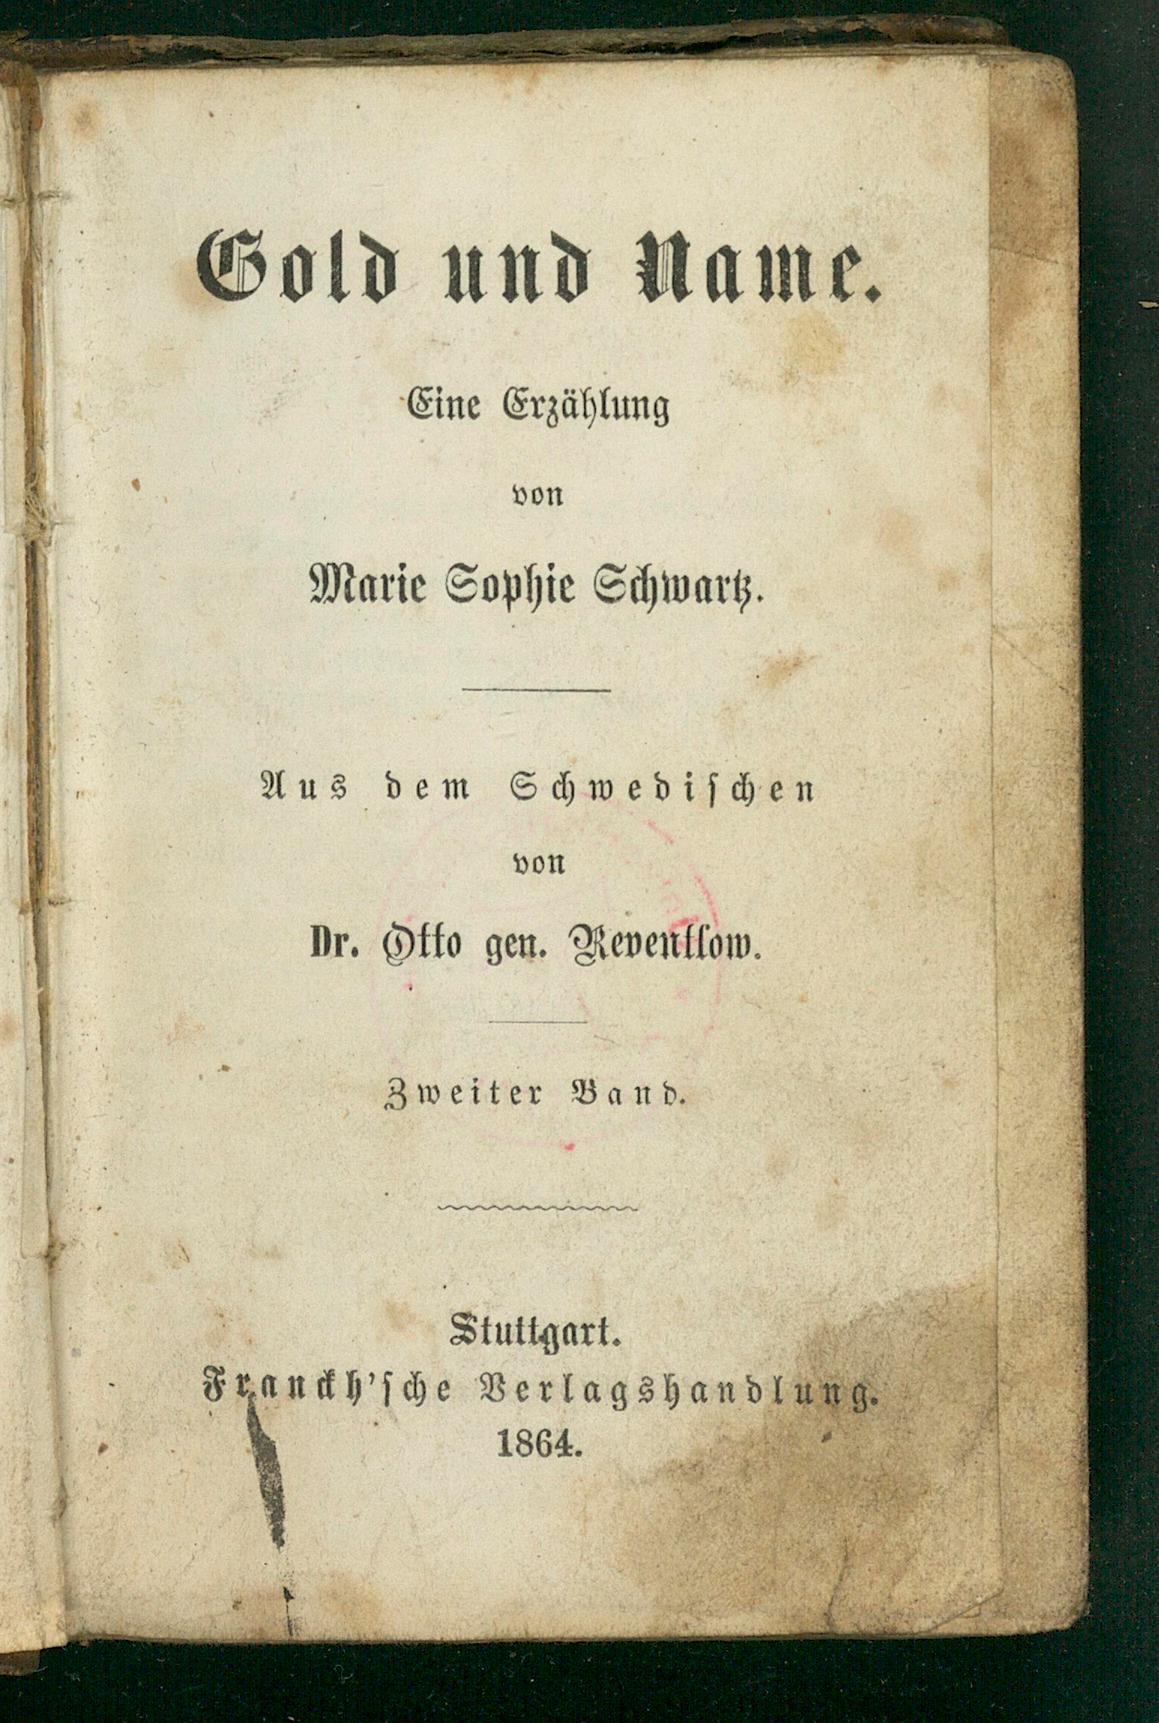 Gold und Name.
Eine Erzählung
von
Marie Sophie Schwartz.
Aus dem Schwedischen
von
Dr. Otto gen. Reventlow.
Zweiter Band.
Stuttgart.
Franckh'sche Verlagshandlung.
1864.